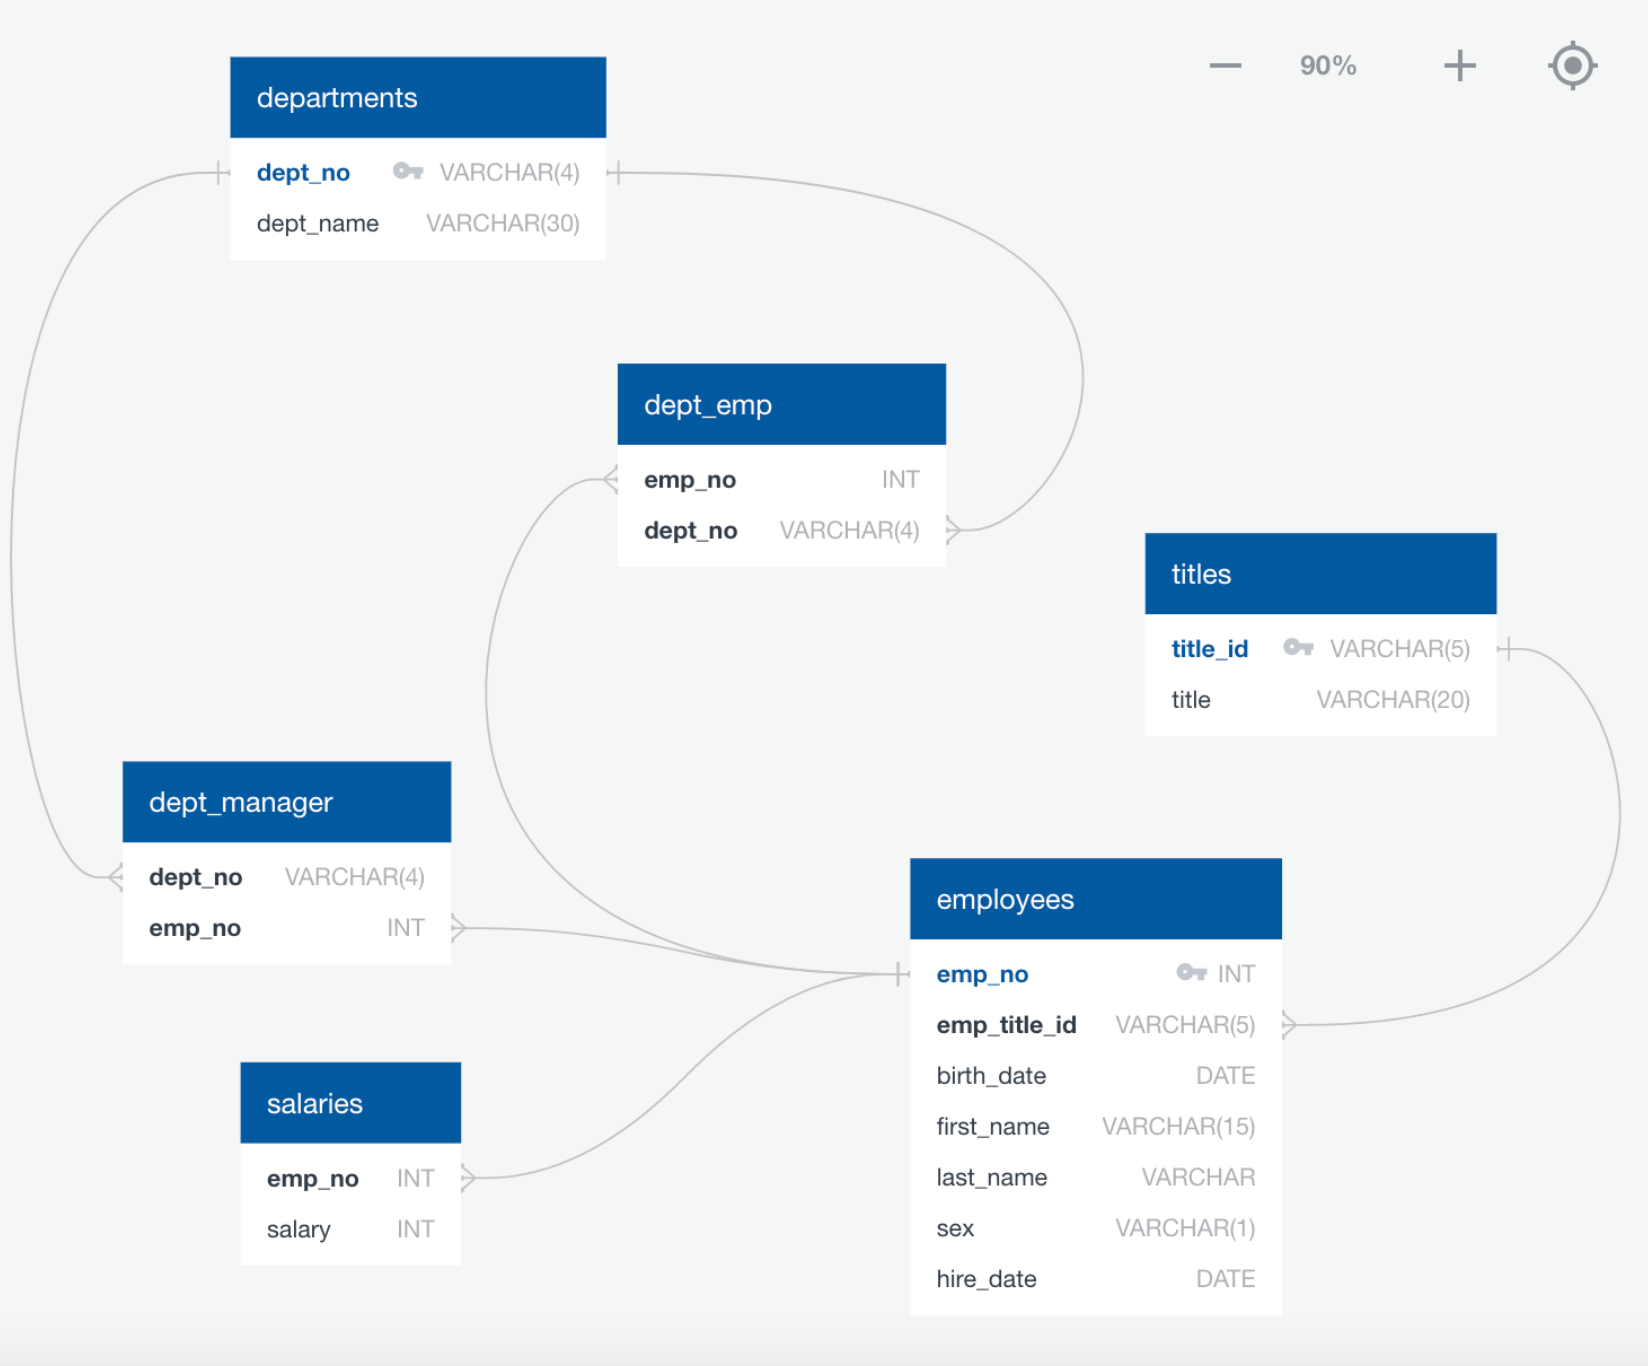 90%
departments
dept_no VARCHAR(4)
dept_name VARCHAR(30)
dept_emp
emp_no INT
dept_no VARCHAR(4)
titles
title_id VARCHAR(5)
title VARCHAR(20)
dept_manager
dept_no VARCHAR(4)
emp_no INT
employees
emp_no INT
emp_title_id VARCHAR(5)
birth_date DATE
first_name VARCHAR(15)
last_name VARCHAR
sex VARCHAR(1)
hire_date DATE
salaries
emp_no INT
salary INT